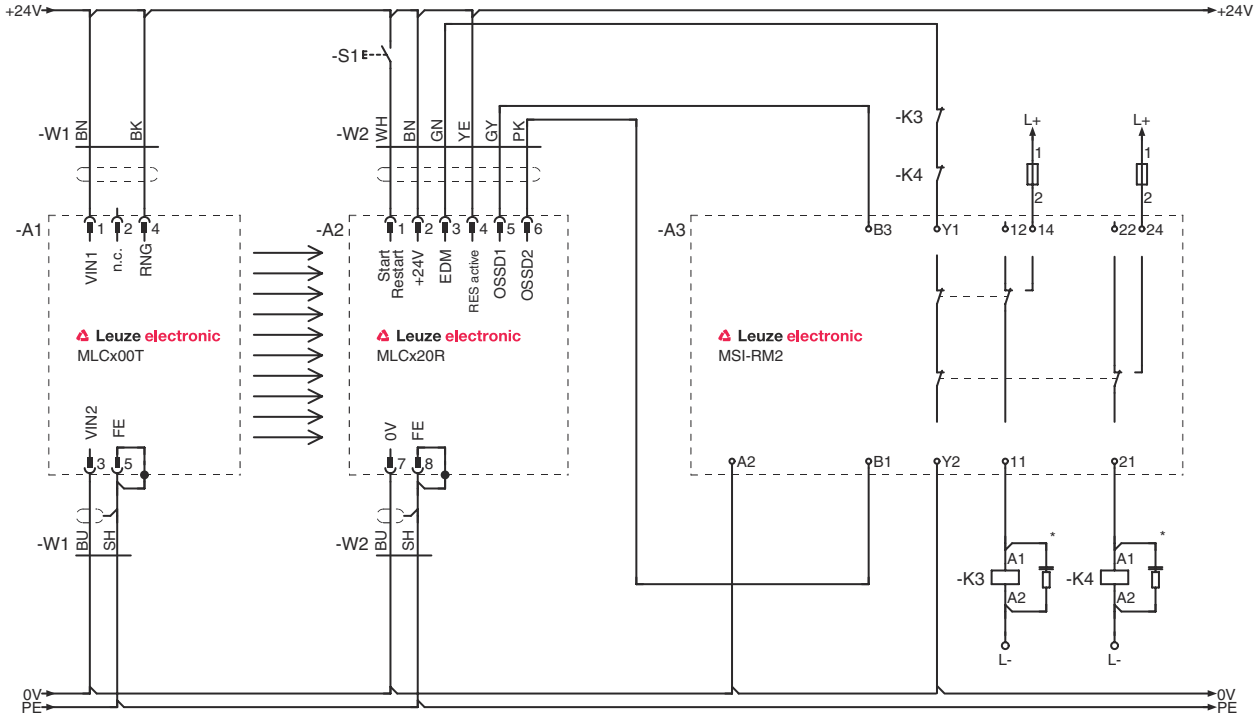 +24V
+24V
-S1
-W1
BN
BK
-W2
WH
BN
GN
YE
GY
PK
-K3
-K4
L+
1
2
L+
1
2
-A1
1
2
4
VIN1
n.c.
RNG
Leuze electronic
MLCx00T
VIN2
FE
3
5
-W1
BU
SH
-A2
1
2
3
4
5
6
Start
Restart
+24V
EDM
RES active
OSSD1
OSSD2
Leuze electronic
MLCx20R
0V
FE
7
8
-W2
BU
SH
-A3
B3
Y1
12
14
22
24
Leuze electronic
MSI-RM2
A2
B1
Y2
11
21
-K3
A1
A2
*
L-
-K4
A1
A2
*
L-
0V
PE
0V
PE